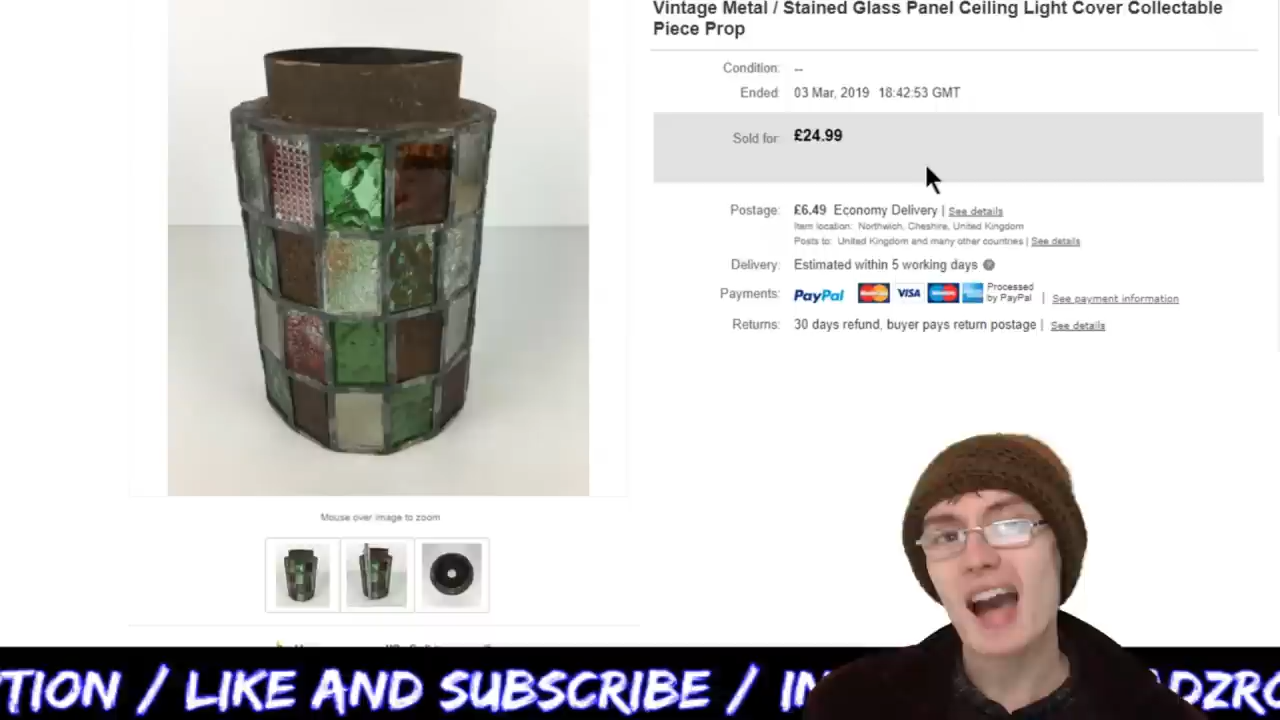 Vintage Metal / Stained Glass Panel Ceiling Light Cover Collectable
Piece Prop
Condition: --
Ended: 03 Mar, 2019 18:42:53 GMT
Sold for: £24.99
Postage: £6.49 Economy Delivery | See details
Item location: Northwich, Cheshire, United Kingdom
Posts to: United Kingdom and many other countries | See details
Delivery: Estimated within 5 working days
Payments: PayPal VISA Processed
by PayPal | See payment information
Returns: 30 days refund, buyer pays return postage | See details
Mouse over image to zoom
TION / LIKE AND SUBSCRIBE / IN ADZRO